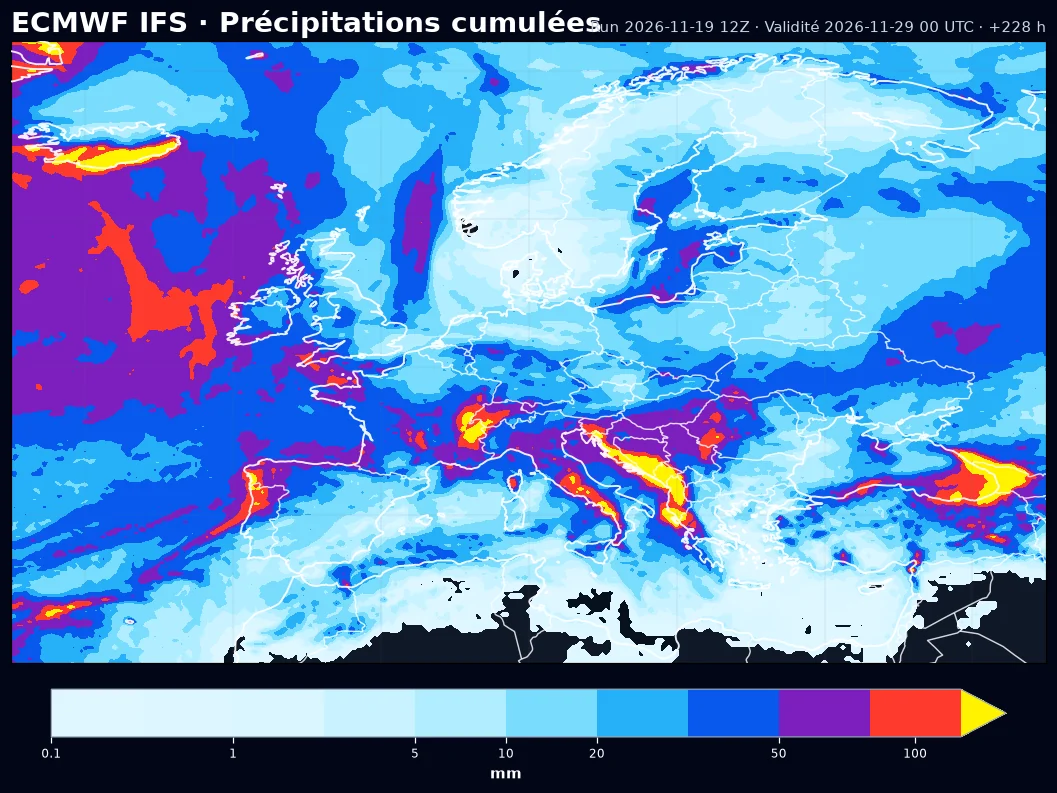 ECMWF IFS · Précipitations cumulées
Run 2026-11-19 12Z · Validité 2026-11-29 00 UTC · +228 h
0.1 1 5 10 20 50 100
mm